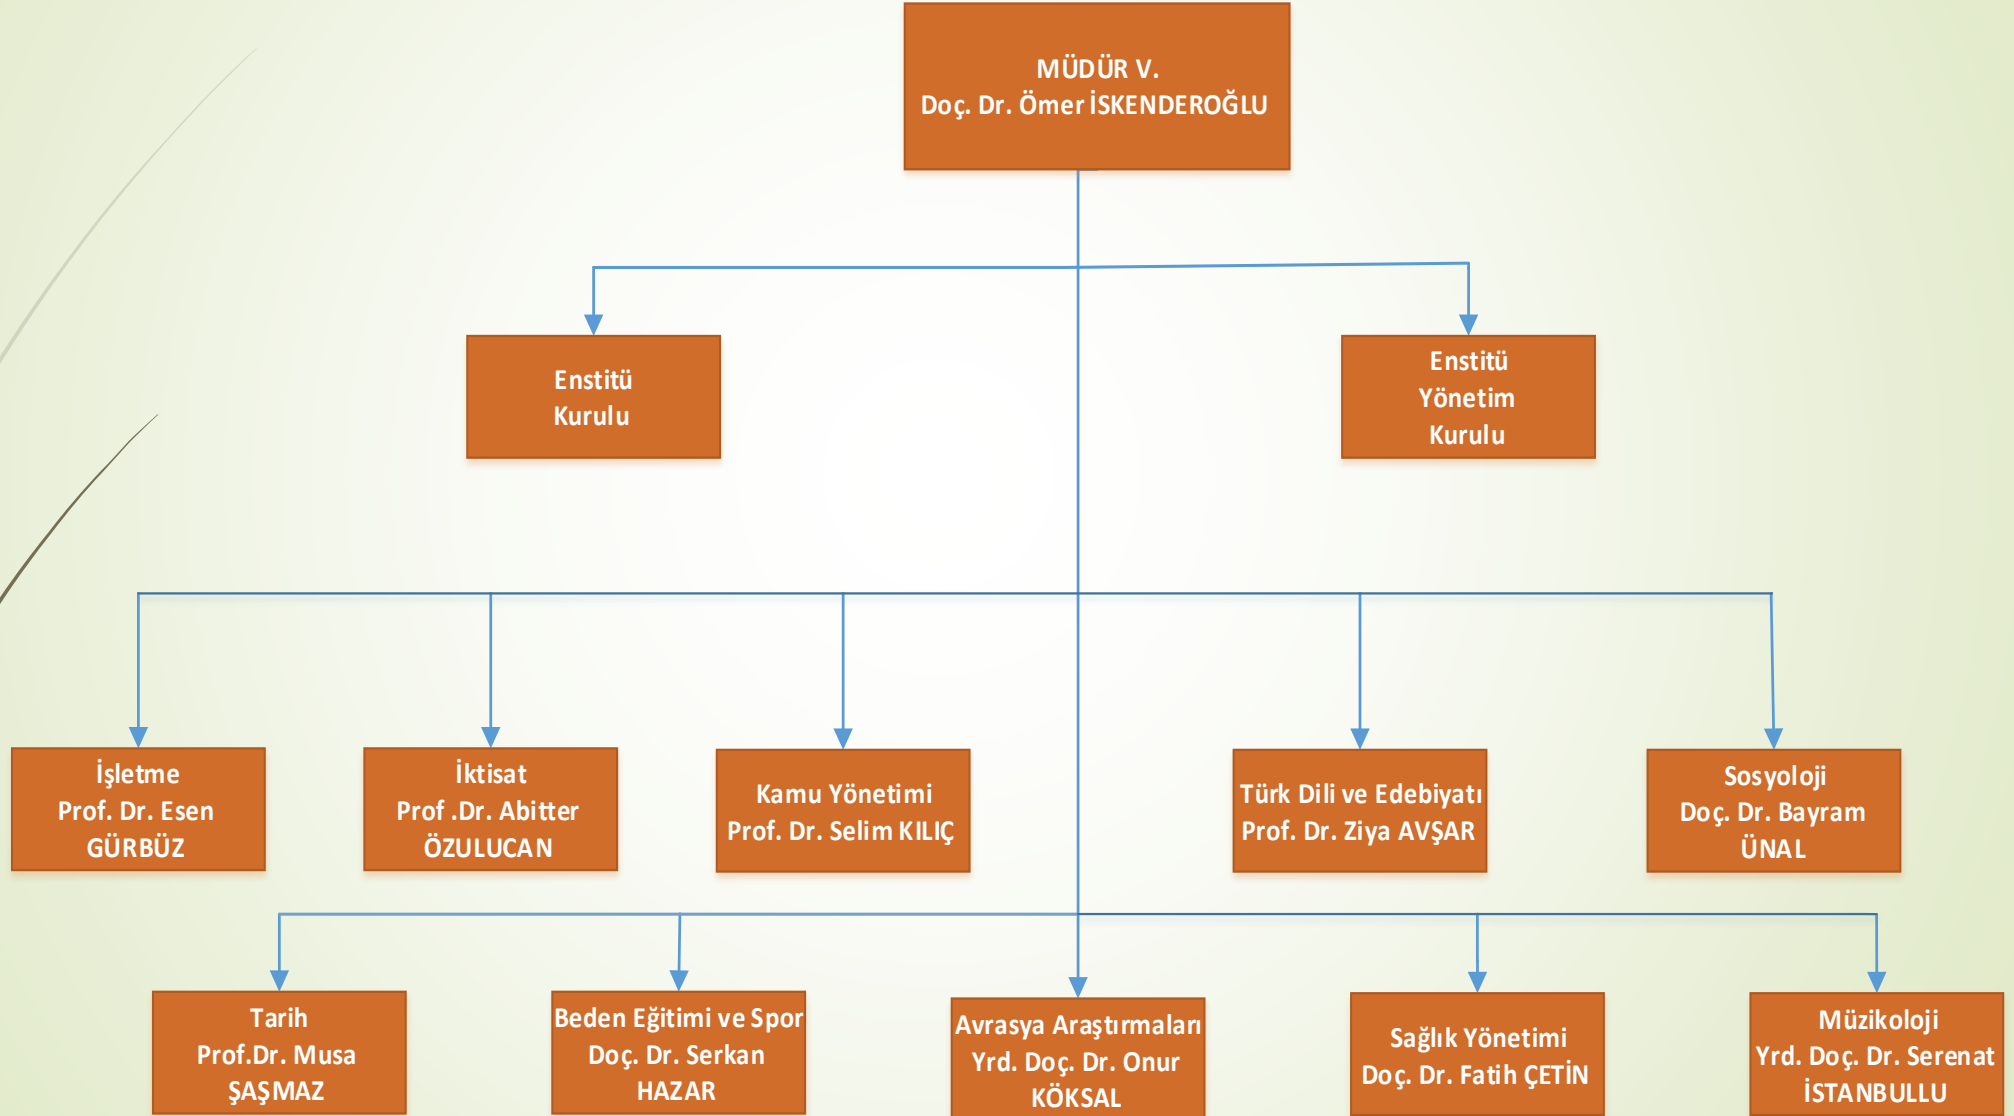 MÜDÜR V.
Doç. Dr. Ömer İSKENDEROĞLU
Enstitü
Kurulu
Enstitü
Yönetim
Kurulu
İşletme
Prof. Dr. Esen
GÜRBÜZ
İktisat
Prof .Dr. Abitter
ÖZULUCAN
Kamu Yönetimi
Prof. Dr. Selim KILIÇ
Türk Dili ve Edebiyatı
Prof. Dr. Ziya AVŞAR
Sosyoloji
Doç. Dr. Bayram
ÜNAL
Tarih
Prof.Dr. Musa
ŞAŞMAZ
Beden Eğitimi ve Spor
Doç. Dr. Serkan
HAZAR
Avrasya Araştırmaları
Yrd. Doç. Dr. Onur
KÖKSAL
Sağlık Yönetimi
Doç. Dr. Fatih ÇETİN
Müzikoloji
Yrd. Doç. Dr. Serenat
İSTANBULLU